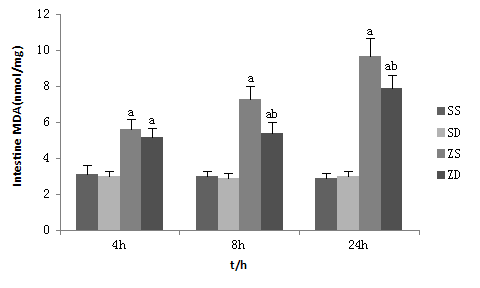 Intestine MDA(nmol/mg)
12
10
8
6
4
2
0
a
a
a
ab
a
ab
4h
8h
24h
t/h
SS
SD
ZS
ZD